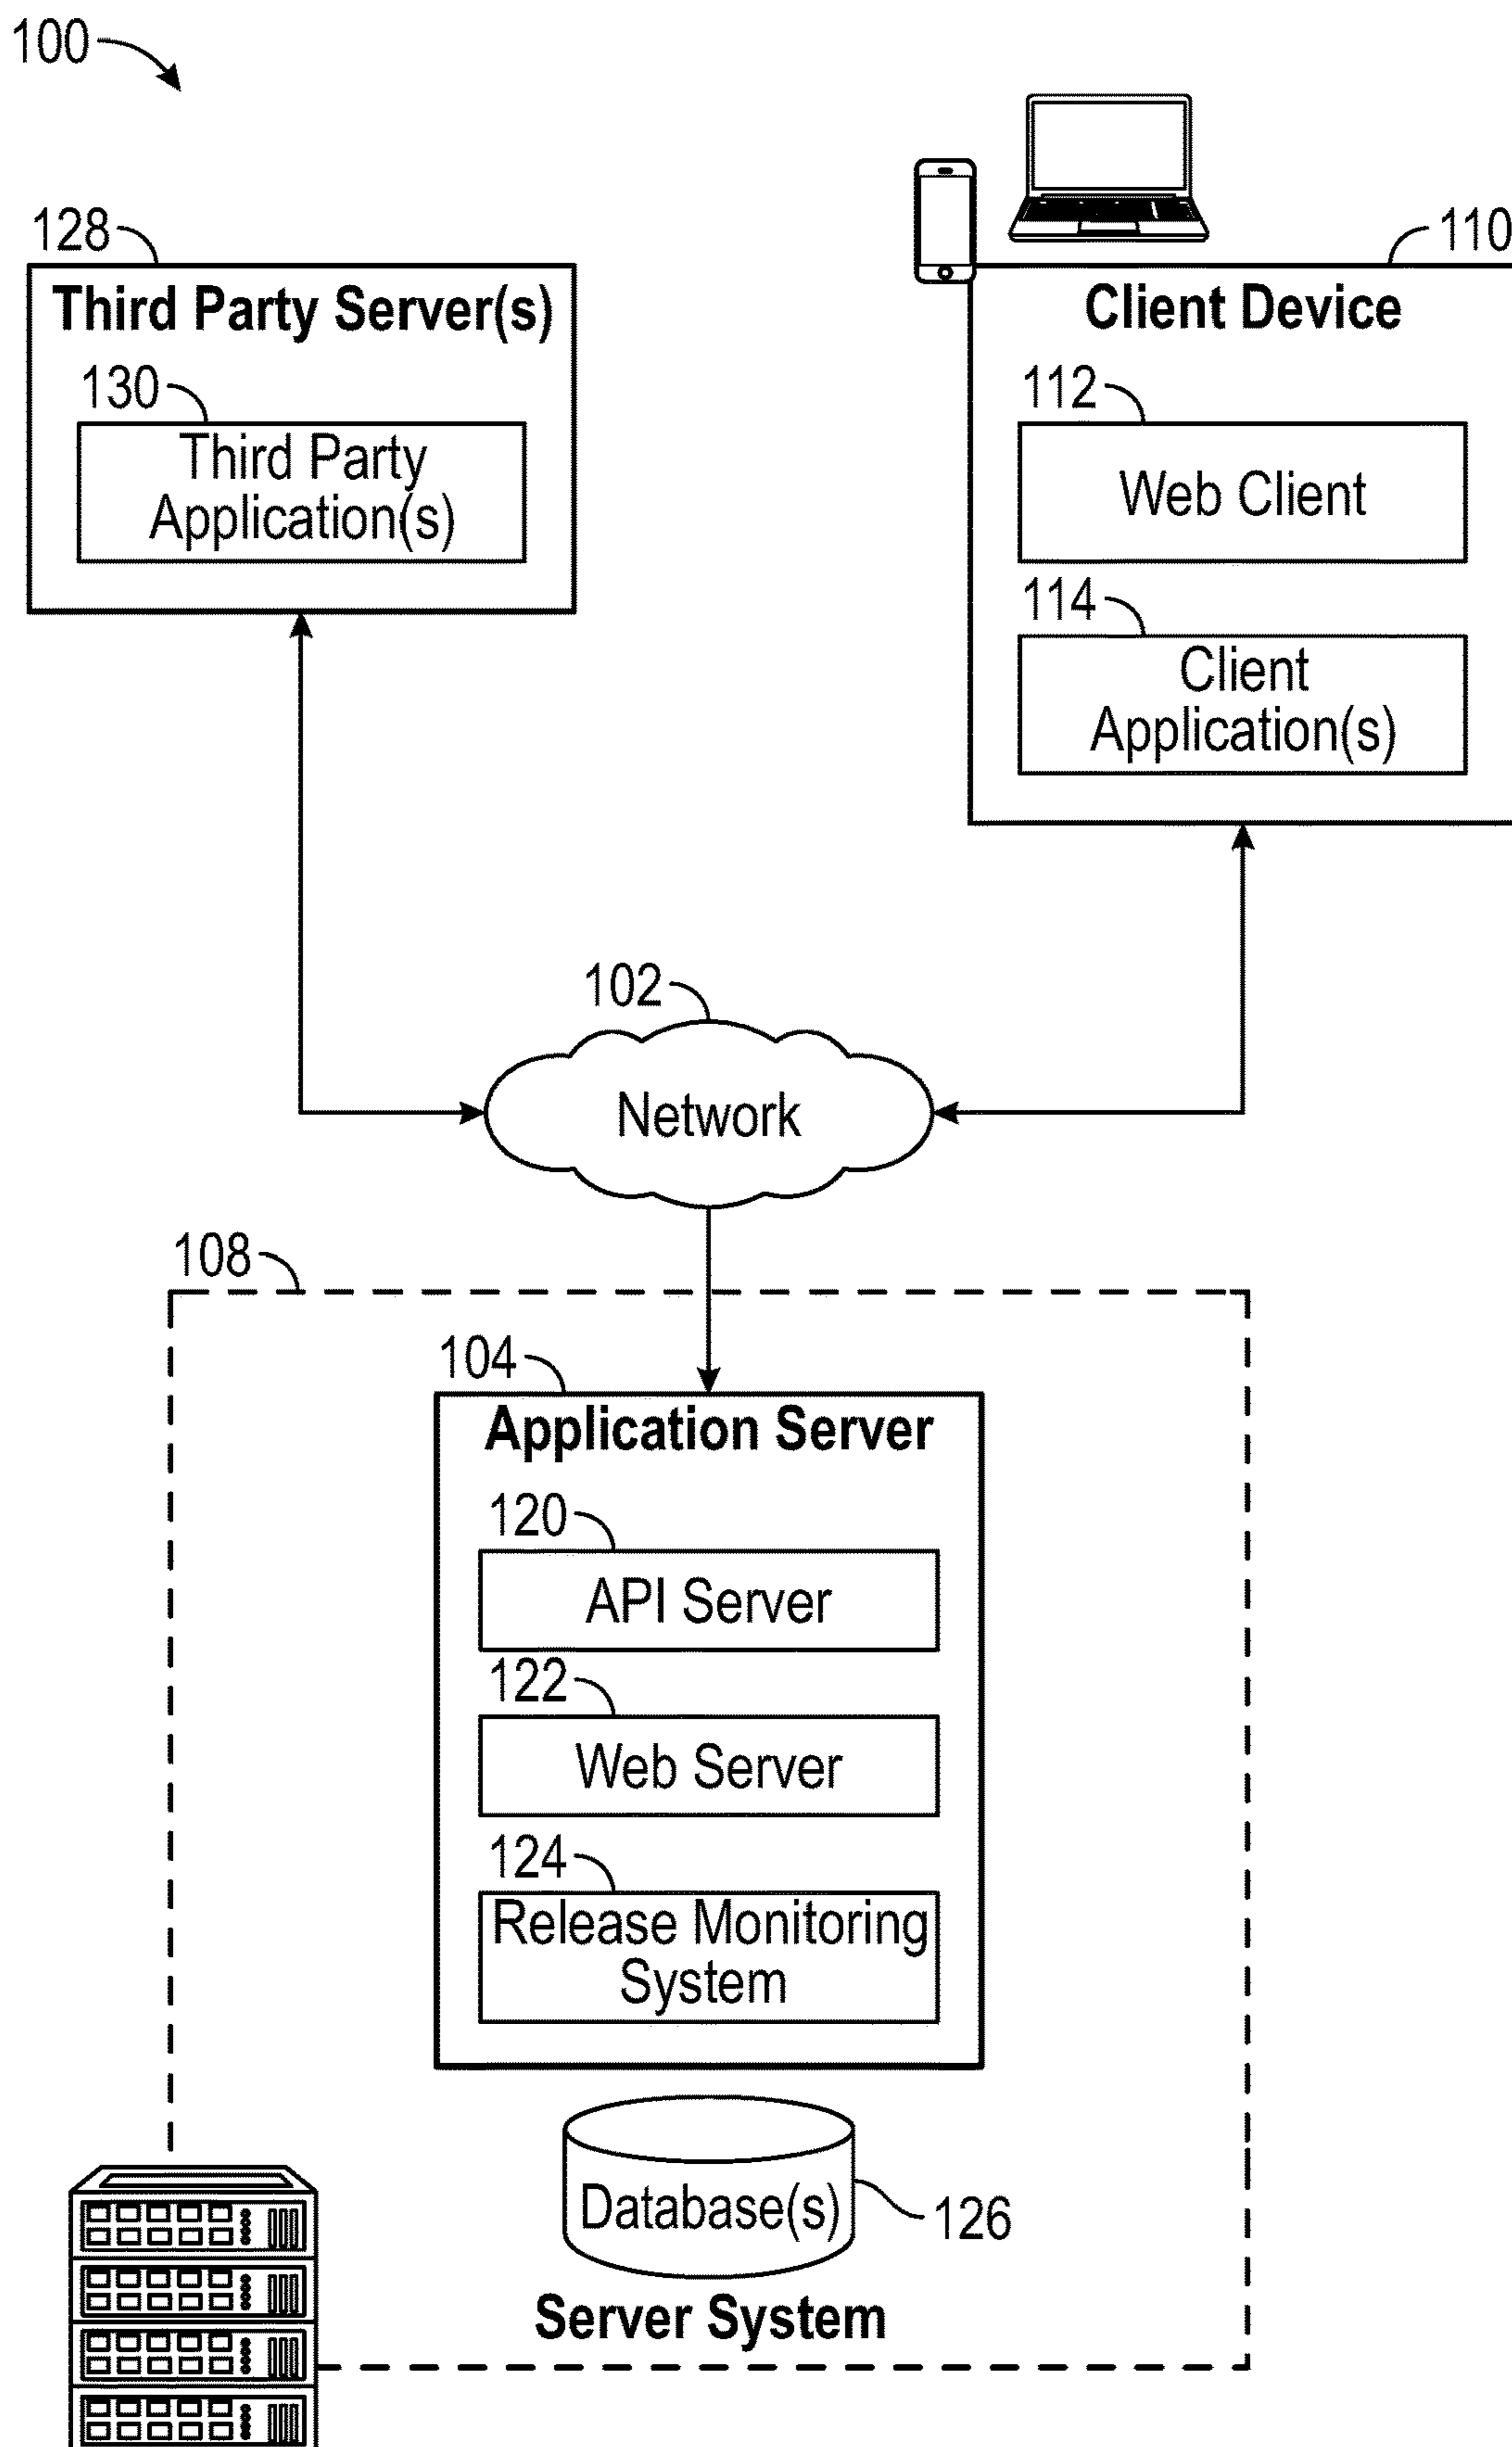 100
128
Third Party Server(s)
130
Third Party
Application(s)
110
Client Device
112
Web Client
114
Client
Application(s)
102
Network
108
104
Application Server
120
API Server
122
Web Server
124
Release Monitoring
System
Database(s)
126
Server System